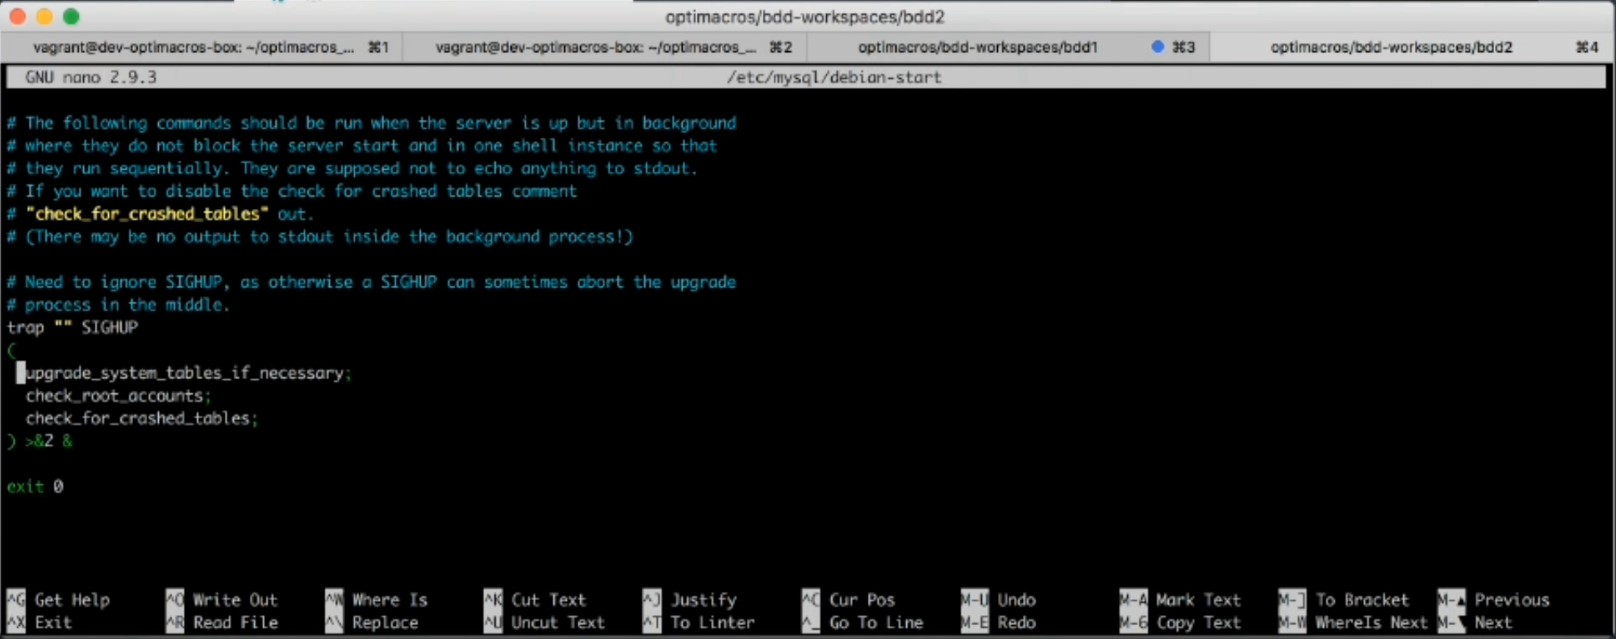 optimacros/bdd-workspaces/bdd2
vagrant@dev-optimacros-box: ~/optimacros_... ⌘1 vagrant@dev-optimacros-box: ~/optimacros_... ⌘2 optimacros/bdd-workspaces/bdd1 ⌘3 optimacros/bdd-workspaces/bdd2 ⌘4
GNU nano 2.9.3 /etc/mysql/debian-start
# The following commands should be run when the server is up but in background
# where they do not block the server start and in one shell instance so that
# they run sequentially. They are supposed not to echo anything to stdout.
# If you want to disable the check for crashed tables comment
# "check_for_crashed_tables" out.
# (There may be no output to stdout inside the background process!)
# Need to ignore SIGHUP, as otherwise a SIGHUP can sometimes abort the upgrade
# process in the middle.
trap "" SIGHUP
(
upgrade_system_tables_if_necessary;
check_root_accounts;
check_for_crashed_tables;
) >&2 &
exit 0
^G Get Help ^O Write Out ^W Where Is ^K Cut Text ^J Justify ^C Cur Pos M-U Undo M-A Mark Text M-] To Bracket M-▲ Previous
^X Exit ^R Read File ^\ Replace ^U Uncut Text ^T To Linter ^_ Go To Line M-E Redo M-6 Copy Text M-W WhereIs Next M-▼ Next